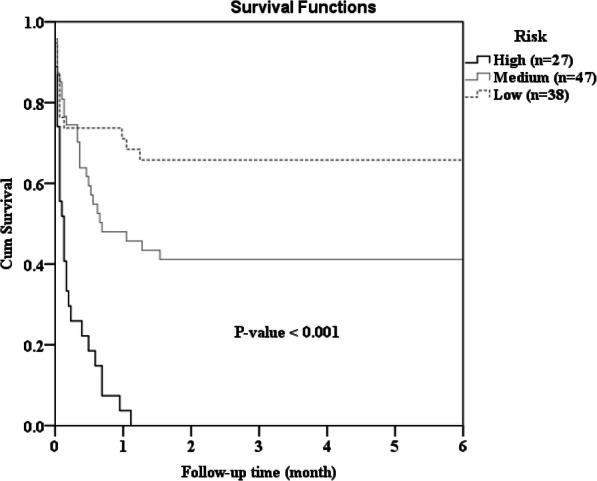 Survival Functions
Risk
High (n=27)
Medium (n=47)
Low (n=38)
Cum Survival
1.0
0.8
0.6
0.4
0.2
0.0
P-value < 0.001
0 1 2 3 4 5 6
Follow-up time (month)